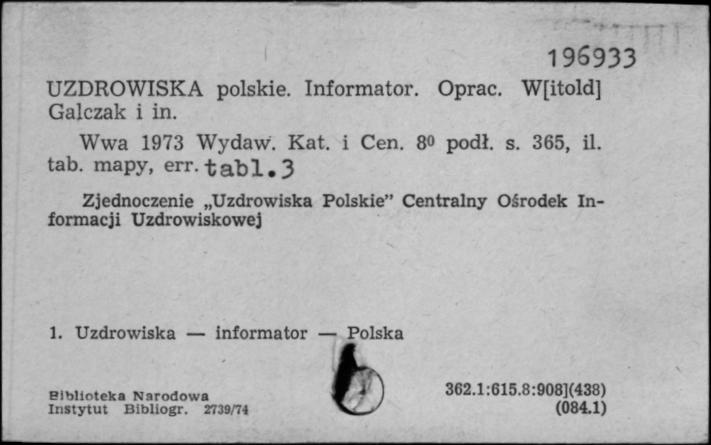 196933
UZDROWISKA polskie. Informator. Oprac. W[itold]
Galczak i in.
Wwa 1973 Wydaw. Kat. i Cen. 8⁰ podł. s. 365, il.
tab. mapy, err. tabl.3
Zjednoczenie „Uzdrowiska Polskie” Centralny Ośrodek In-
formacji Uzdrowiskowej
1. Uzdrowiska — informator — Polska
Biblioteka Narodowa
Instytut Bibliogr. 2739/74
362.1:615.8:908](438)
(084.1)